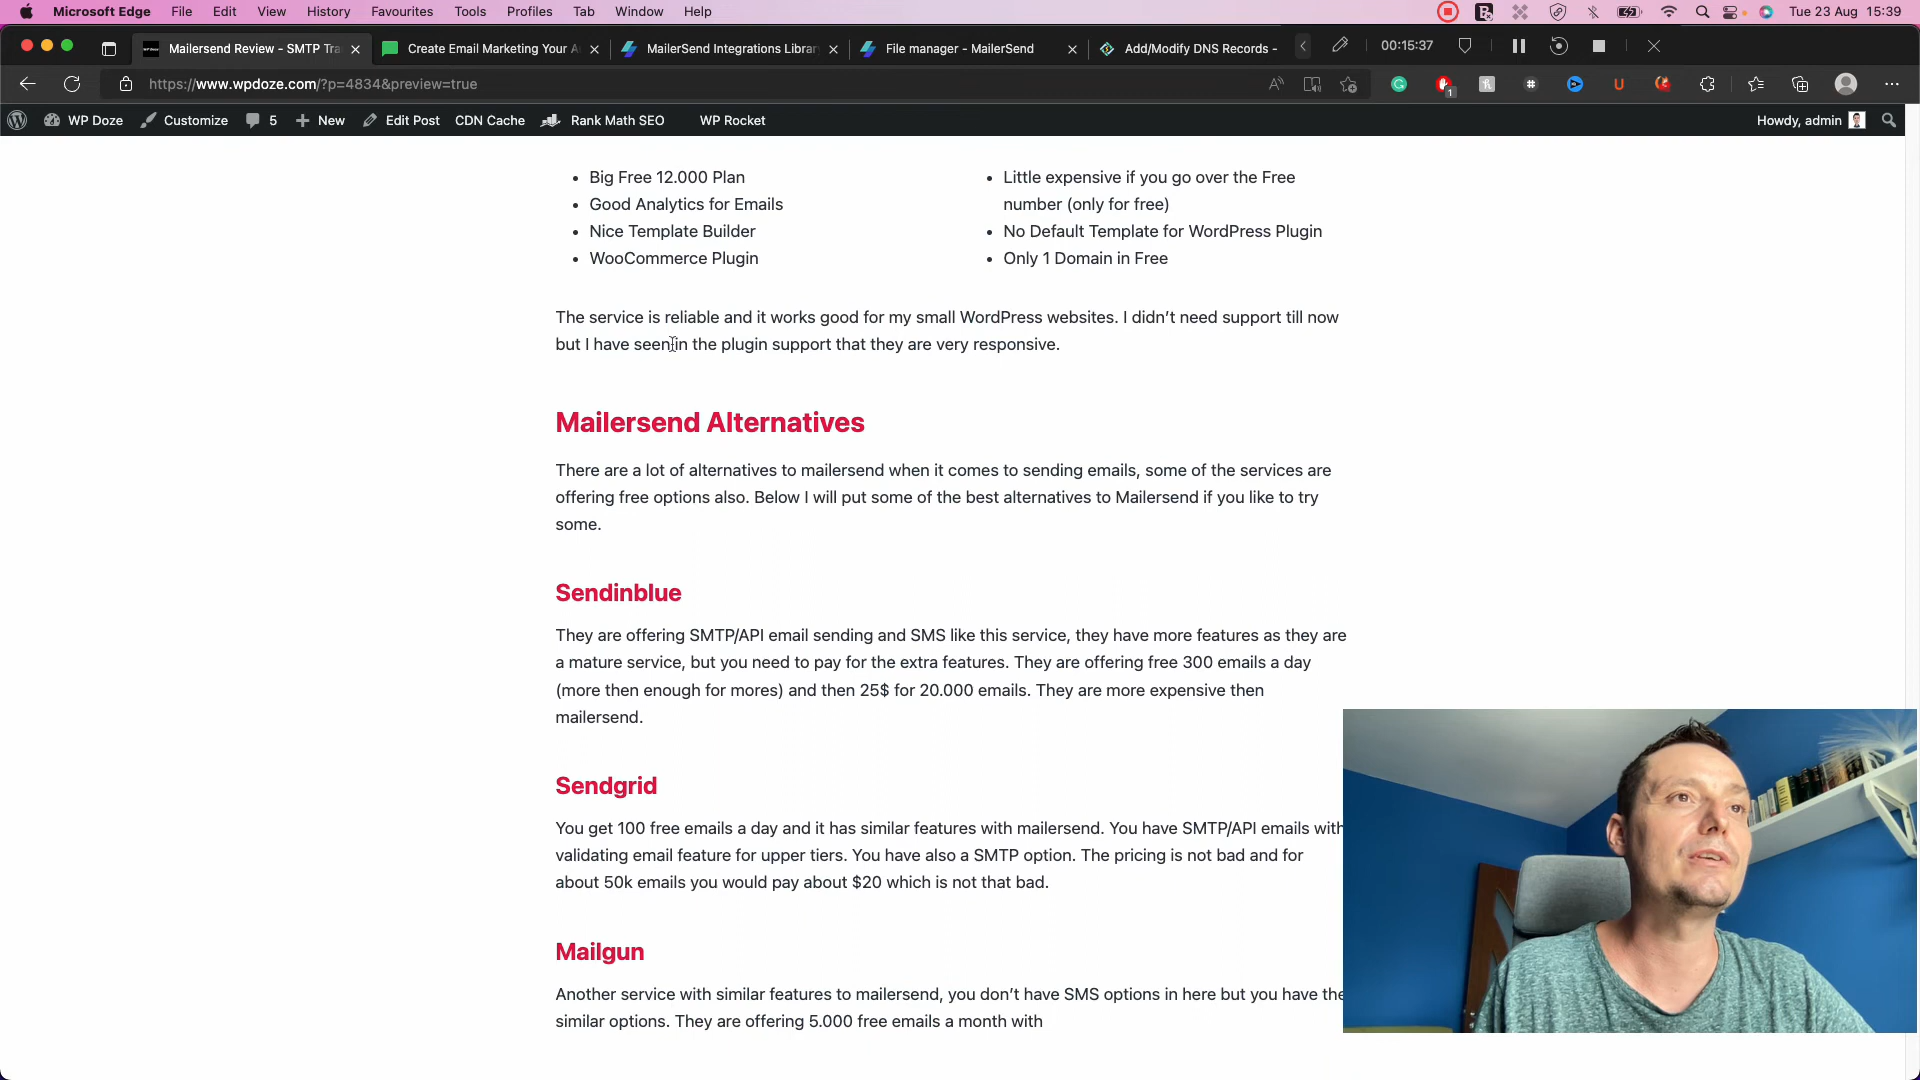 Microsoft Edge File Edit View History Favourites Tools Profiles Tab Window Help Tue 23 Aug 15:39
Mailersend Review - SMTP Tra
Create Email Marketing Your A
MailerSend Integrations Librar
File manager - MailerSend
Add/Modify DNS Records -
00:15:37
https://www.wpdoze.com/?p=4834&preview=true
WP Doze Customize 5 New Edit Post CDN Cache Rank Math SEO WP Rocket Howdy, admin
Big Free 12.000 Plan
Good Analytics for Emails
Nice Template Builder
WooCommerce Plugin
Little expensive if you go over the Free
number (only for free)
No Default Template for WordPress Plugin
Only 1 Domain in Free
The service is reliable and it works good for my small WordPress websites. I didn't need support till now
but I have seen in the plugin support that they are very responsive.
Mailersend Alternatives
There are a lot of alternatives to mailersend when it comes to sending emails, some of the services are
offering free options also. Below I will put some of the best alternatives to Mailersend if you like to try
some.
Sendinblue
They are offering SMTP/API email sending and SMS like this service, they have more features as they are
a mature service, but you need to pay for the extra features. They are offering free 300 emails a day
(more then enough for mores) and then 25$ for 20.000 emails. They are more expensive then
mailersend.
Sendgrid
You get 100 free emails a day and it has similar features with mailersend. You have SMTP/API emails with
validating email feature for upper tiers. You have also a SMTP option. The pricing is not bad and for
about 50k emails you would pay about $20 which is not that bad.
Mailgun
Another service with similar features to mailersend, you don't have SMS options in here but you have the
similar options. They are offering 5.000 free emails a month with